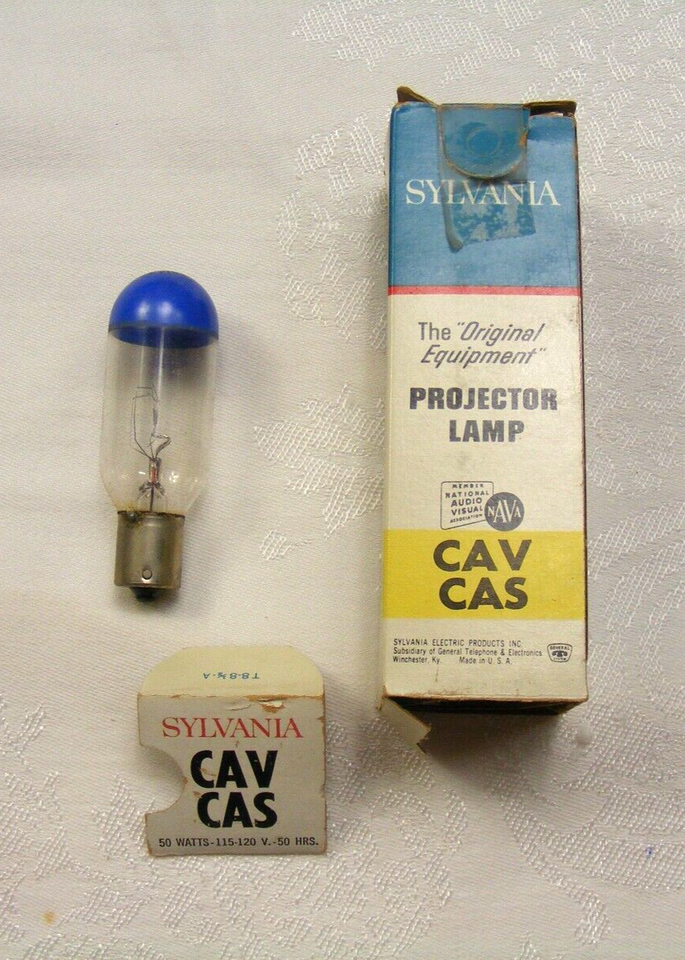 SYLVANIA
The "Original
Equipment"
PROJECTOR
LAMP
MEMBER
NATIONAL
AUDIO
VISUAL
ASSOCIATION
NAVA
CAV
CAS
SYLVANIA ELECTRIC PRODUCTS INC.
Subsidiary of General Telephone & Electronics
Winchester, Ky. Made in U. S. A.
GENERAL
SYSTEM
T8-8½-A
SYLVANIA
CAV
CAS
50 WATTS-115-120 V.-50 HRS.